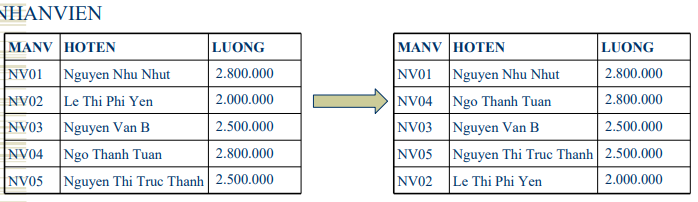 NHANVIEN
MANV HOTEN LUONG
NV01 Nguyen Nhu Nhut 2.800.000
NV02 Le Thi Phi Yen 2.000.000
NV03 Nguyen Van B 2.500.000
NV04 Ngo Thanh Tuan 2.800.000
NV05 Nguyen Thi Truc Thanh 2.500.000
MANV HOTEN LUONG
NV01 Nguyen Nhu Nhut 2.800.000
NV04 Ngo Thanh Tuan 2.800.000
NV03 Nguyen Van B 2.500.000
NV05 Nguyen Thi Truc Thanh 2.500.000
NV02 Le Thi Phi Yen 2.000.000